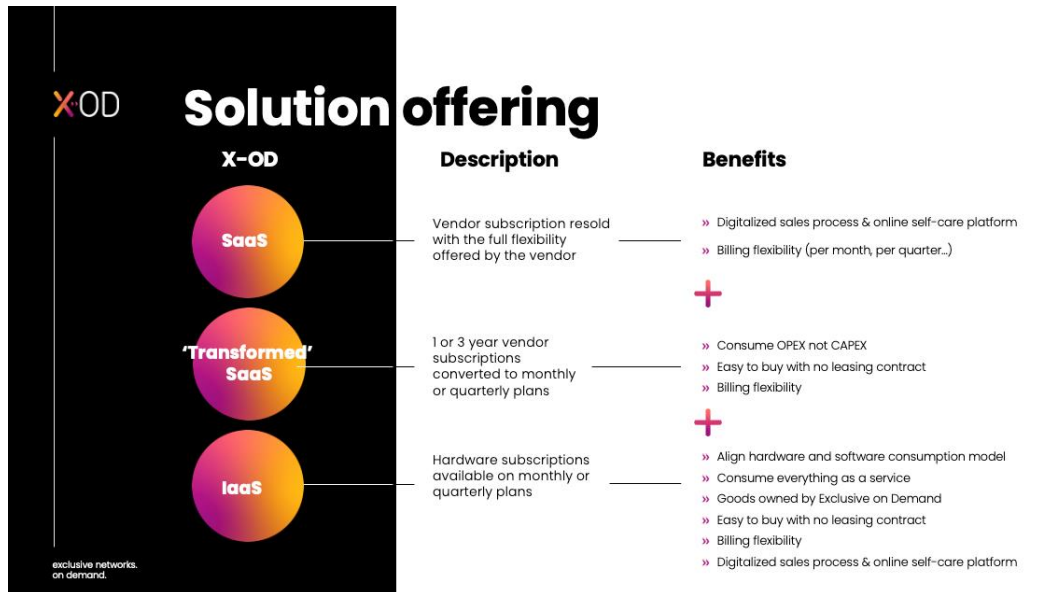 X-OD
Solution offering
X-OD
Description
Benefits
SaaS
Vendor subscription resold
with the full flexibility
offered by the vendor
» Digitalized sales process & online self-care platform
» Billing flexibility (per month, per quarter...)
+
‘Transformed’
SaaS
1 or 3 year vendor
subscriptions
converted to monthly
or quarterly plans
» Consume OPEX not CAPEX
» Easy to buy with no leasing contract
» Billing flexibility
+
IaaS
Hardware subscriptions
available on monthly or
quarterly plans
» Align hardware and software consumption model
» Consume everything as a service
» Goods owned by Exclusive on Demand
» Easy to buy with no leasing contract
» Billing flexibility
» Digitalized sales process & online self-care platform
exclusive networks.
on demand.